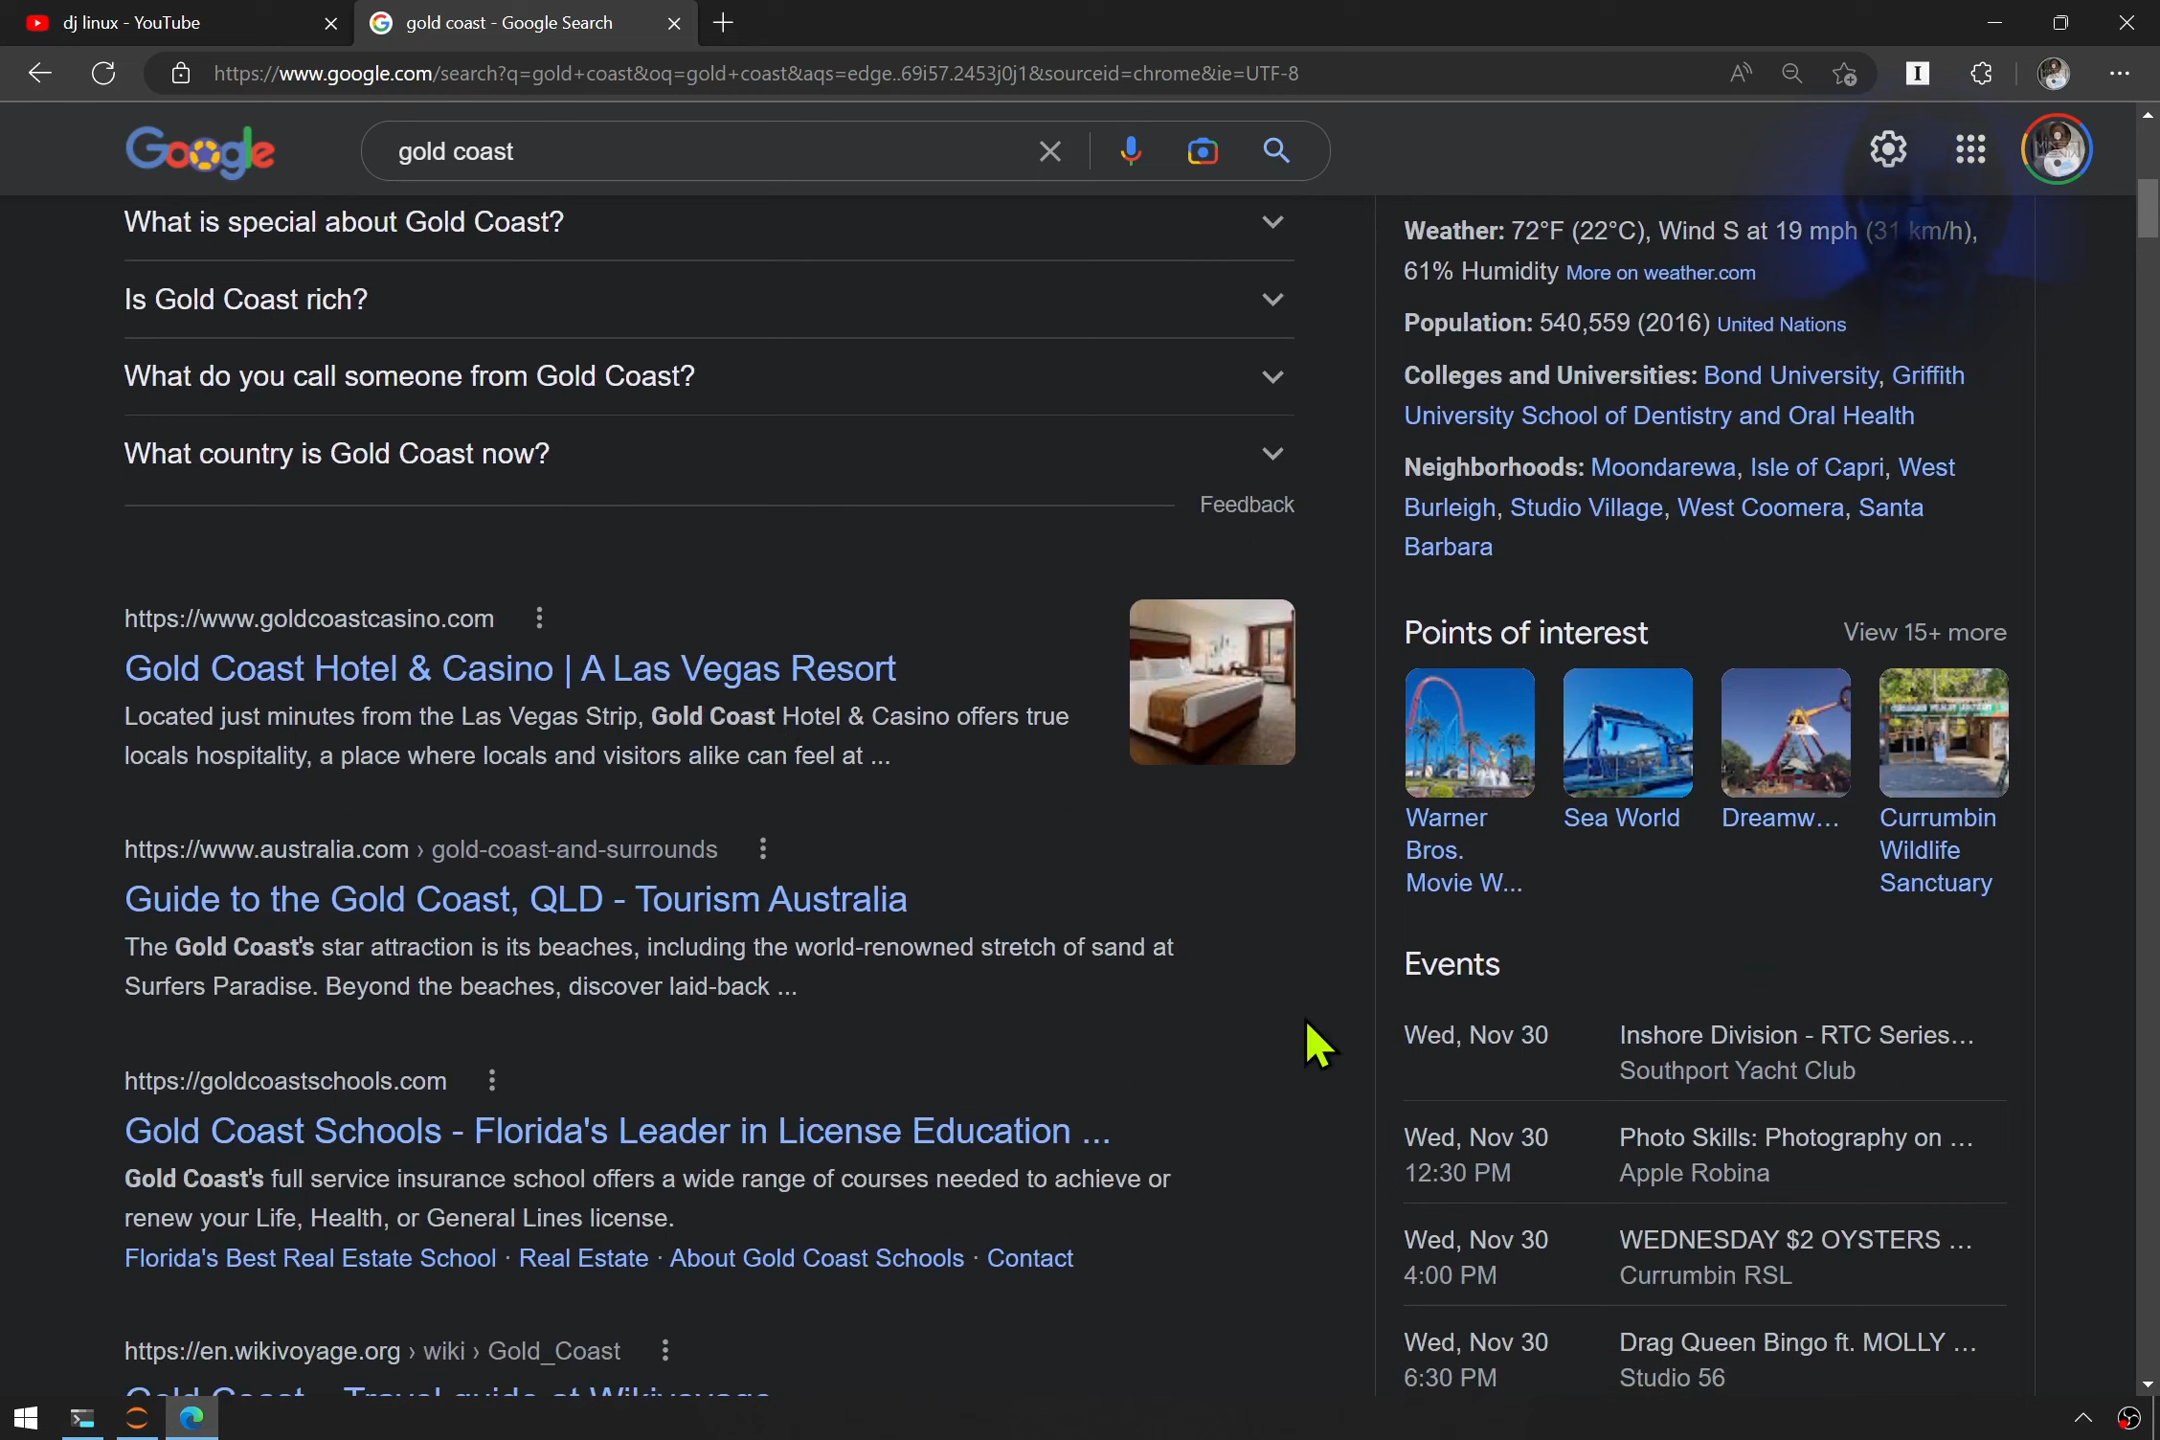 dj linux - YouTube
gold coast - Google Search
https://www.google.com/search?q=gold+coast&oq=gold+coast&aqs=edge..69i57.2453j0j1&sourceid=chrome&ie=UTF-8
Google
gold coast
What is special about Gold Coast?
Is Gold Coast rich?
What do you call someone from Gold Coast?
What country is Gold Coast now?
Feedback
https://www.goldcoastcasino.com
Gold Coast Hotel & Casino | A Las Vegas Resort
Located just minutes from the Las Vegas Strip, Gold Coast Hotel & Casino offers true
locals hospitality, a place where locals and visitors alike can feel at ...
https://www.australia.com › gold-coast-and-surrounds
Guide to the Gold Coast, QLD - Tourism Australia
The Gold Coast's star attraction is its beaches, including the world-renowned stretch of sand at
Surfers Paradise. Beyond the beaches, discover laid-back ...
https://goldcoastschools.com
Gold Coast Schools - Florida's Leader in License Education ...
Gold Coast's full service insurance school offers a wide range of courses needed to achieve or
renew your Life, Health, or General Lines license.
Florida's Best Real Estate School · Real Estate · About Gold Coast Schools · Contact
https://en.wikivoyage.org › wiki › Gold_Coast
Gold Coast – Travel guide at Wikivoyage
Weather: 72°F (22°C), Wind S at 19 mph (31 km/h),
61% Humidity More on weather.com
Population: 540,559 (2016) United Nations
Colleges and Universities: Bond University, Griffith
University School of Dentistry and Oral Health
Neighborhoods: Moondarewa, Isle of Capri, West
Burleigh, Studio Village, West Coomera, Santa
Barbara
Points of interest
View 15+ more
Warner
Bros.
Movie W...
Sea World
Dreamw...
Currumbin
Wildlife
Sanctuary
Events
Wed, Nov 30
Inshore Division - RTC Series...
Southport Yacht Club
Wed, Nov 30
12:30 PM
Photo Skills: Photography on ...
Apple Robina
Wed, Nov 30
4:00 PM
WEDNESDAY $2 OYSTERS ...
Currumbin RSL
Wed, Nov 30
6:30 PM
Drag Queen Bingo ft. MOLLY ...
Studio 56